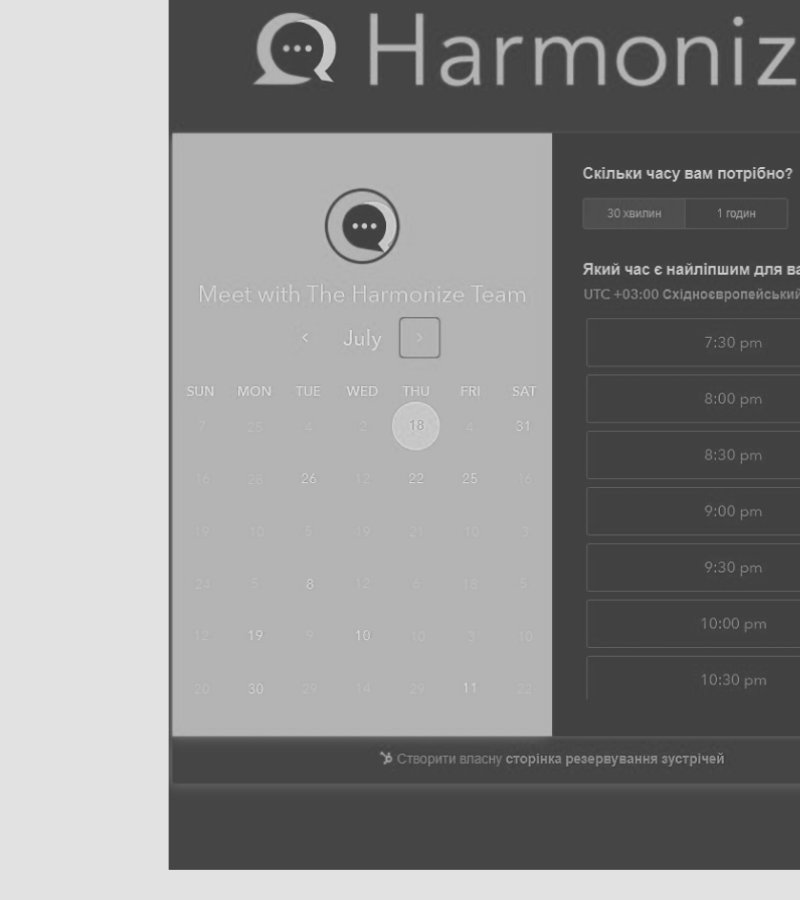 Harmoniz
Meet with The Harmonize Team
July
SUN MON TUE WED THU FRI SAT
7 25 4 2 18 4 31
16 26 26 12 22 25 16
19 10 5 19 21 10 3
24 5 8 12 6 18 5
12 19 9 10 10 3 10
20 30 27 14 29 11 22
Скільки часу вам потрібно?
30 хвилин 1 годин
Який час є найліпшим для ва
UTC +03:00 Східноєвропейський
7:30 pm
8:00 pm
8:30 pm
9:00 pm
9:30 pm
10:00 pm
10:30 pm
Створити власну сторінка резервування зустрічей